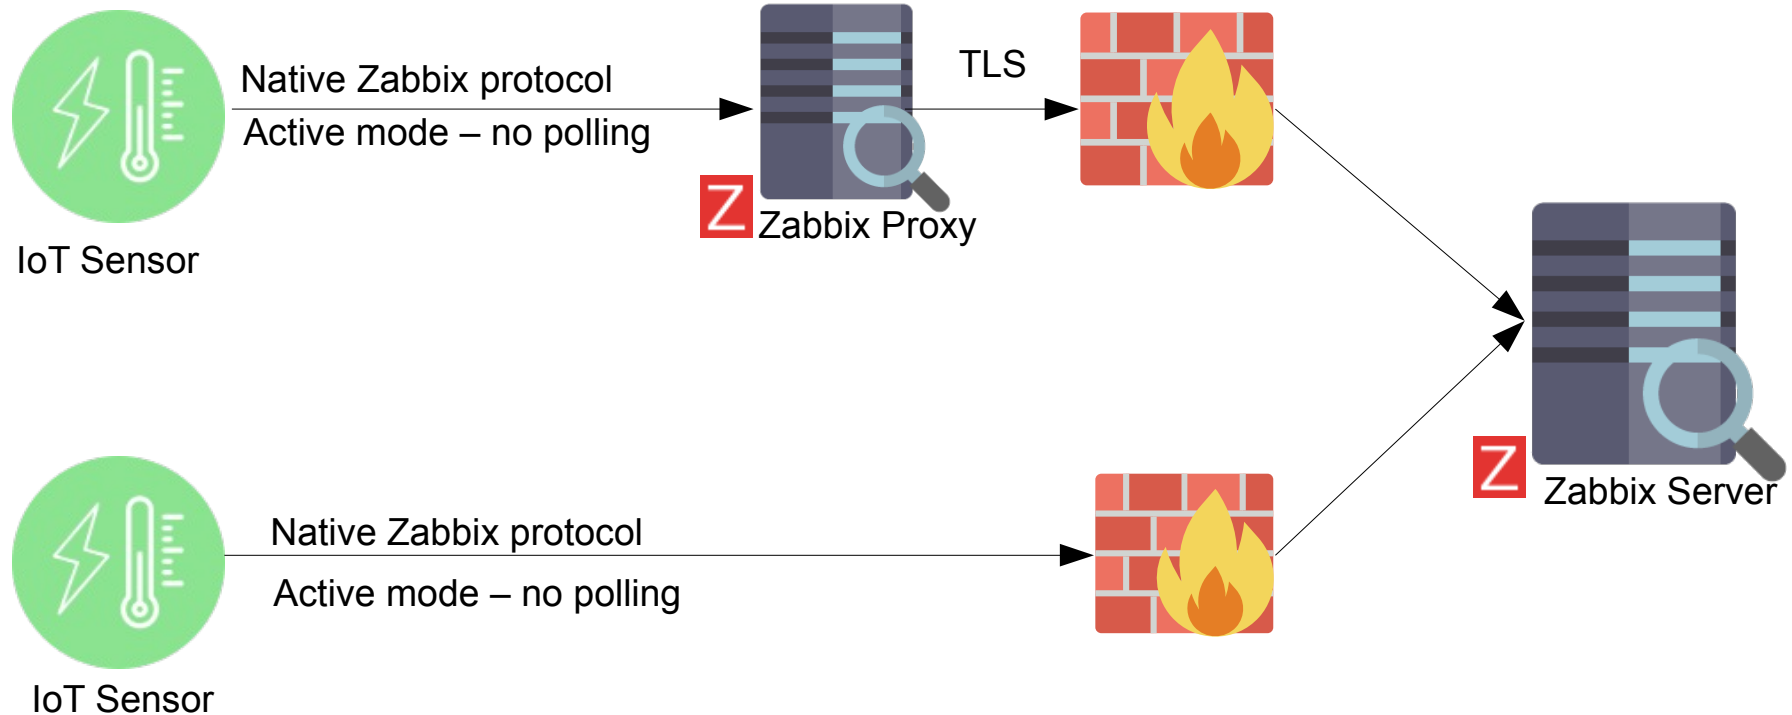 Native Zabbix protocol
Active mode – no polling
TLS
Z
Zabbix Proxy
IoT Sensor
Z
Zabbix Server
Native Zabbix protocol
Active mode – no polling
IoT Sensor